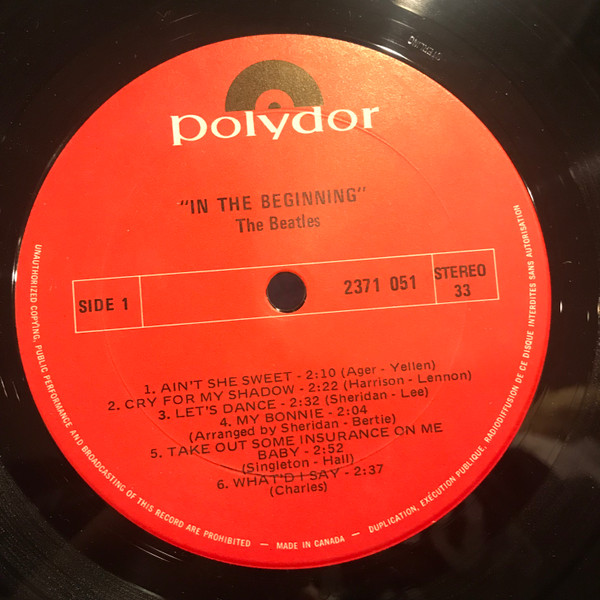 polydor
"IN THE BEGINNING"
The Beatles
SIDE 1
2371 051
STEREO
33
1. AIN'T SHE SWEET - 2:10 (Ager - Yellen)
2. CRY FOR MY SHADOW - 2:22 (Harrison - Lennon)
3. LET'S DANCE - 2:32 (Sheridan - Lee)
4. MY BONNIE - 2:04
(Arranged by Sheridan - Bertie)
5. TAKE OUT SOME INSURANCE ON ME
BABY - 2:52
(Singleton - Hall)
6. WHAT'D I SAY - 2:37
(Charles)
UNAUTHORIZED COPYING, PUBLIC PERFORMANCE AND BROADCASTING OF THIS RECORD ARE PROHIBITED — MADE IN CANADA — DUPLICATION, EXÉCUTION PUBLIQUE, RADIODIFFUSION DE CE DISQUE INTERDITES SANS AUTORISATION